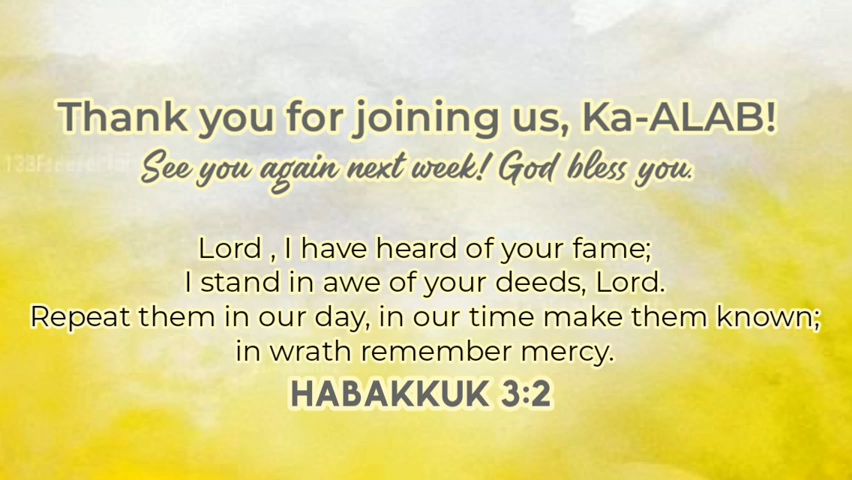 Thank you for joining us, Ka-ALAB!
See you again next week! God bless you.
Lord , I have heard of your fame;
I stand in awe of your deeds, Lord.
Repeat them in our day, in our time make them known;
in wrath remember mercy.
HABAKKUK 3:2